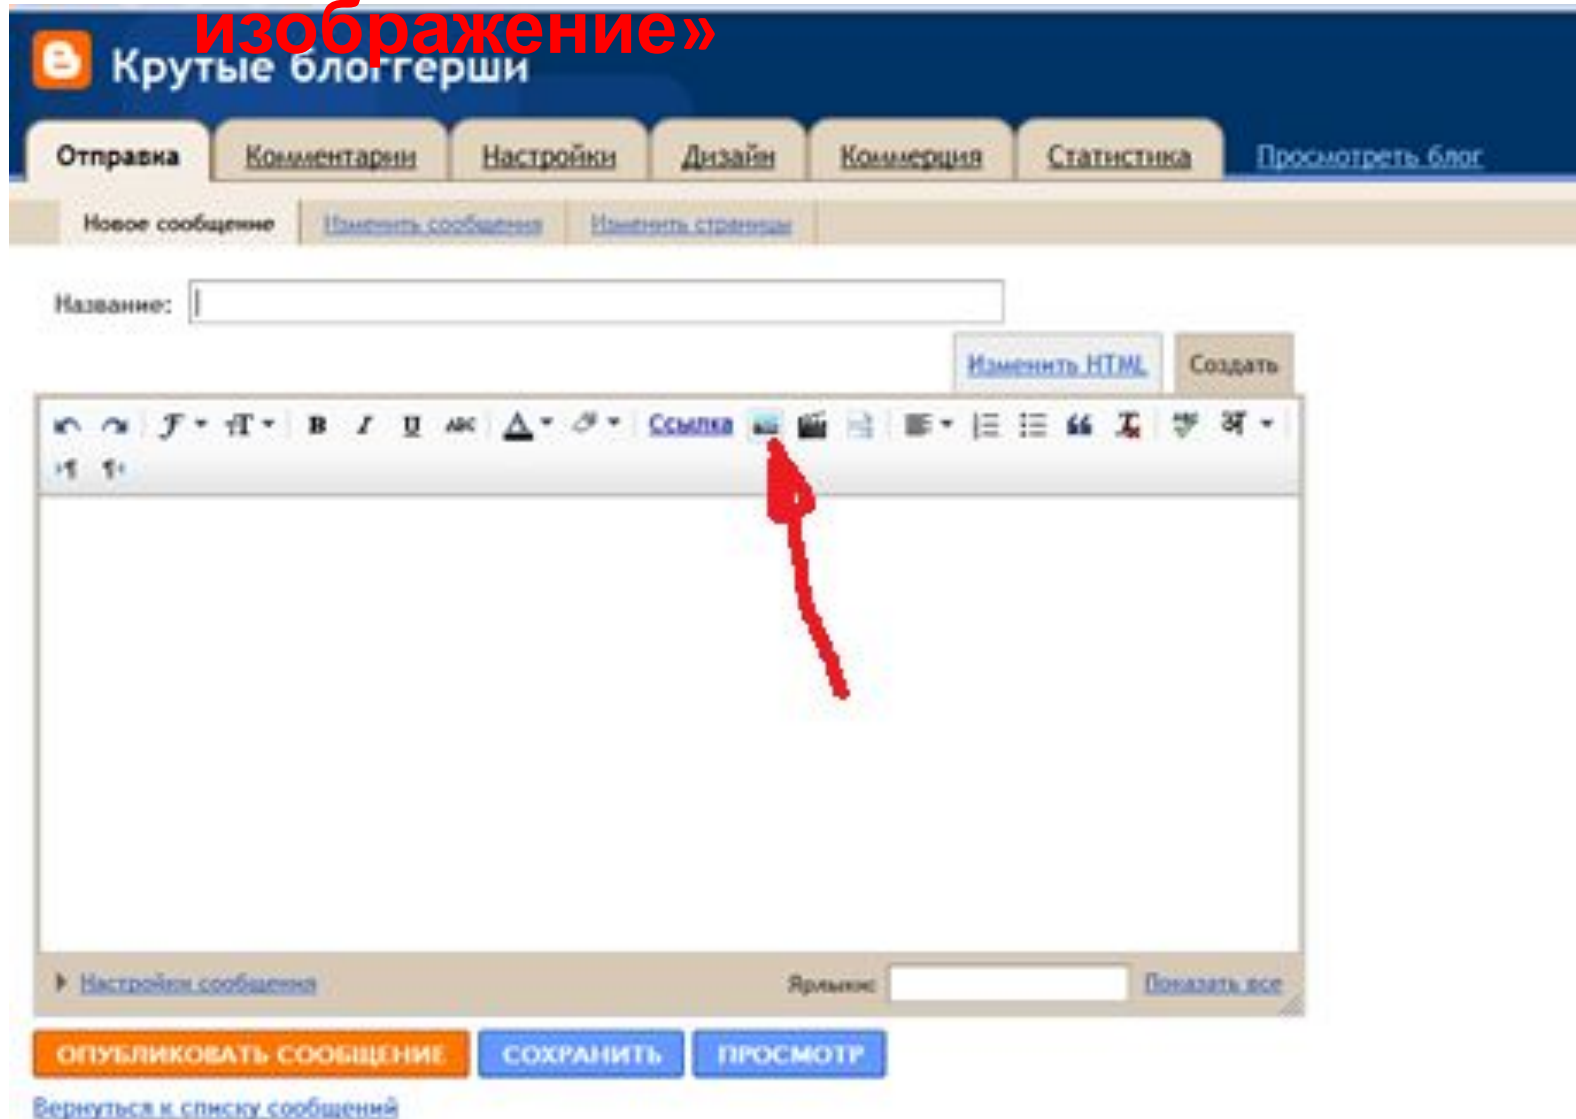 изображение»
Крутые блоггерши
Отправка Комментарии Настройки Дизайн Коммерция Статистика Просмотреть блог
Новое сообщение Изменить сообщения Изменить страницы
Название:
Изменить HTML Создать
F T B I U ABC A Ссылка
Настройки сообщения Ярлыки: Показать все
ОПУБЛИКОВАТЬ СООБЩЕНИЕ СОХРАНИТЬ ПРОСМОТР
Вернуться к списку сообщений